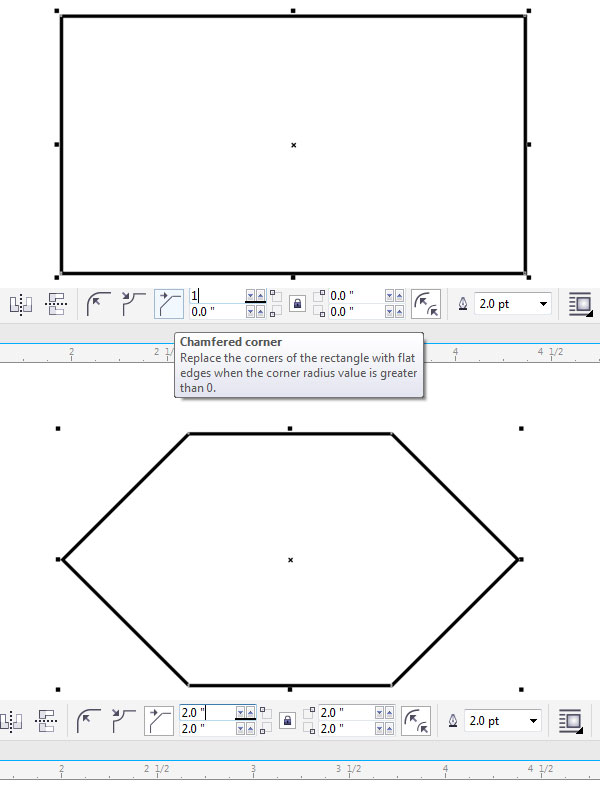 1 0.0 "
0.0 " 0.0 " 2.0 pt
Chamfered corner
Replace the corners of the rectangle with flat
edges when the corner radius value is greater
than 0.
2 2 1/ 4 4 1/2
2.0 " 2.0 "
2.0 " 2.0 " 2.0 pt
2 2 1/2 3 3 1/2 4 4 1/2